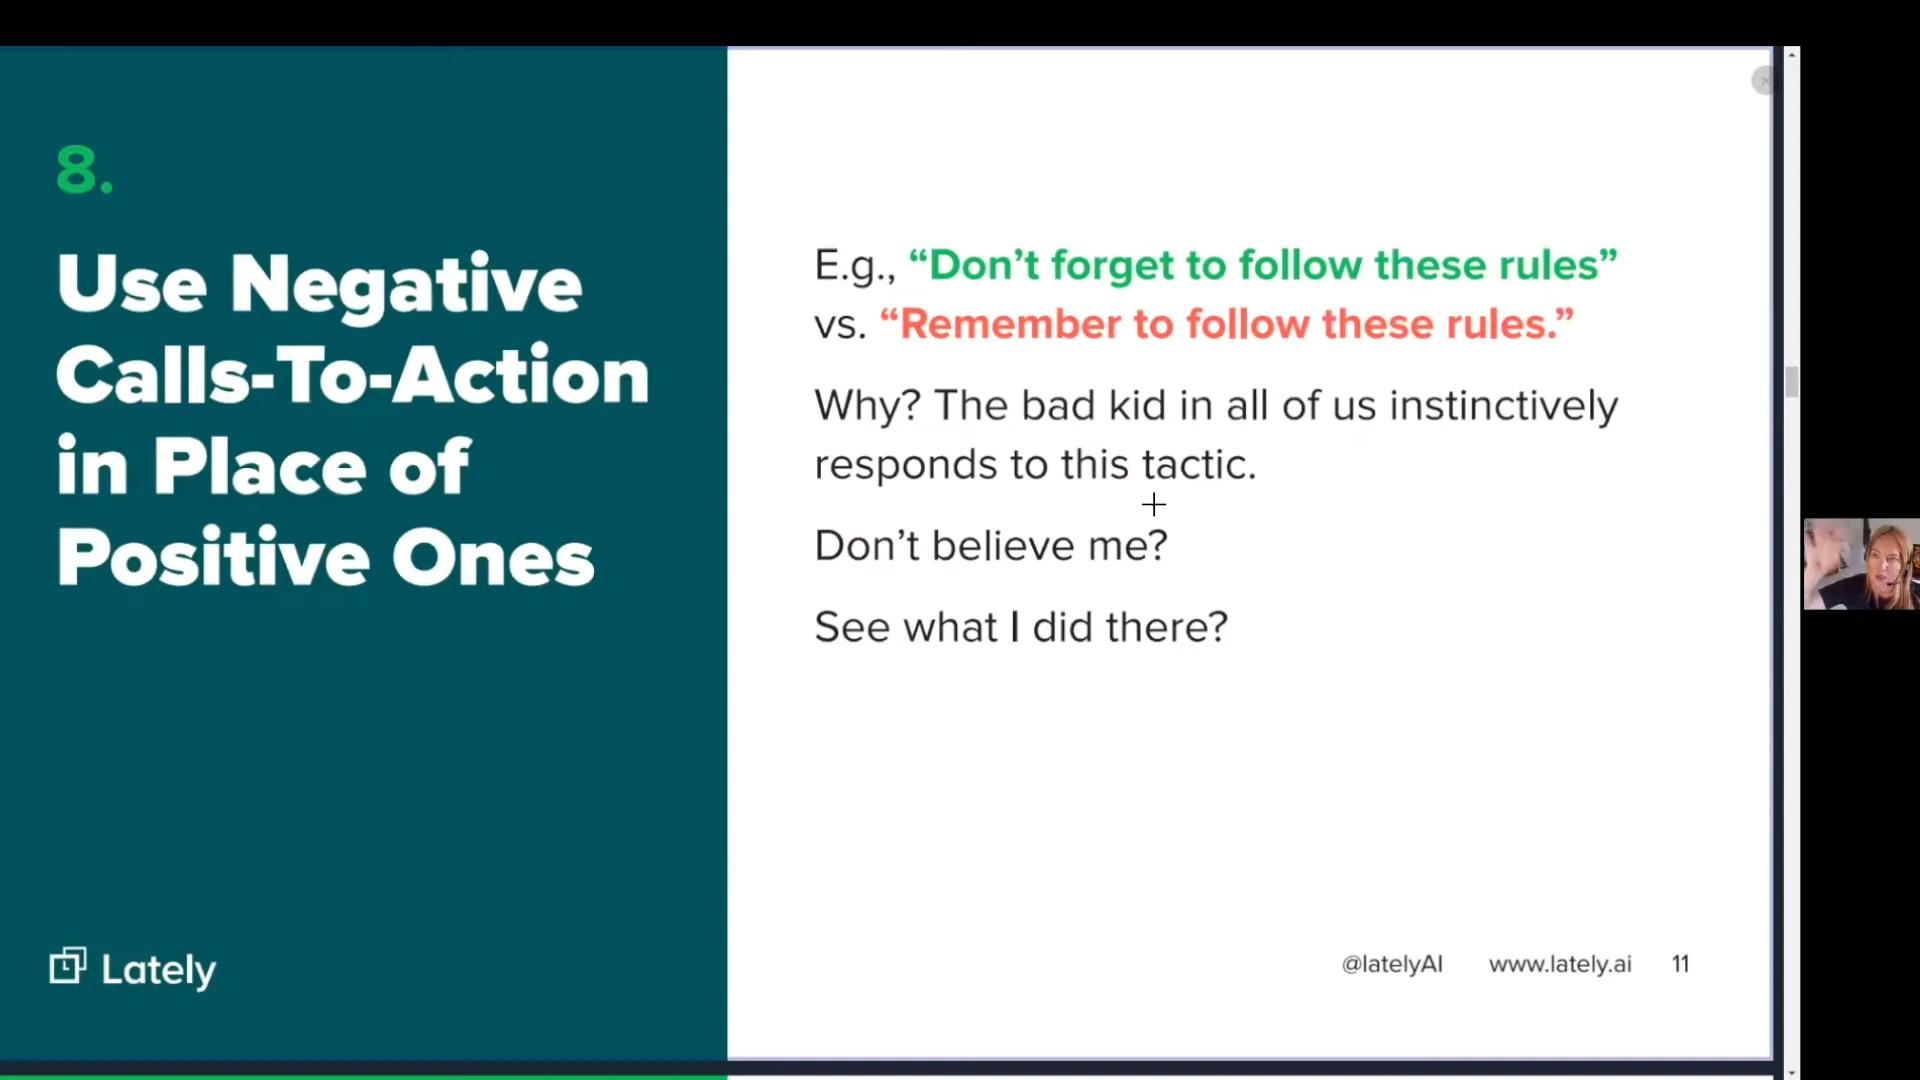 8.
Use Negative
Calls-To-Action
in Place of
Positive Ones
E.g., “Don’t forget to follow these rules”
vs. “Remember to follow these rules.”
Why? The bad kid in all of us instinctively
responds to this tactic.
Don’t believe me?
See what I did there?
Lately
@latelyAI www.lately.ai 11